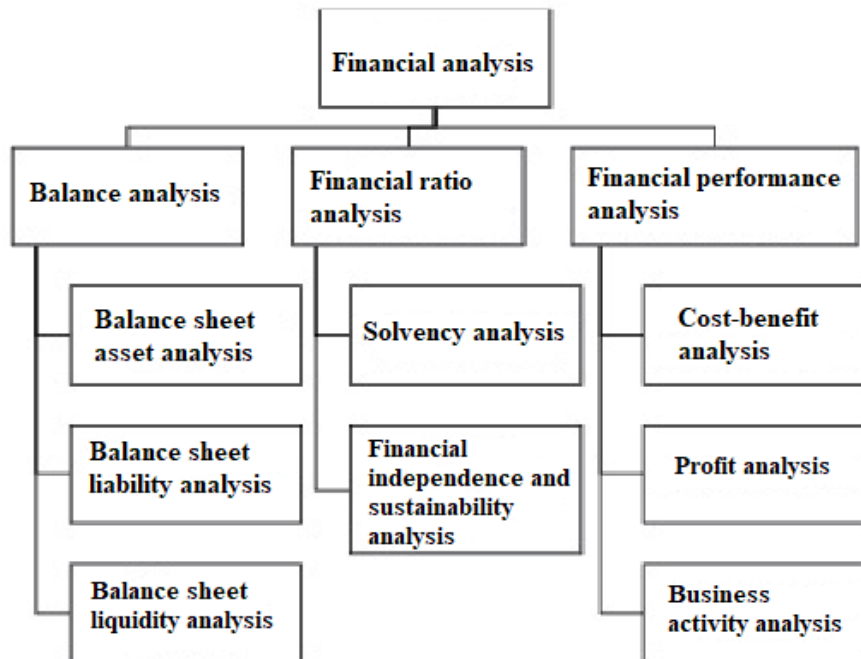 Financial analysis
Balance analysis
Financial ratio
analysis
Financial performance
analysis
Balance sheet
asset analysis
Solvency analysis
Cost-benefit
analysis
Balance sheet
liability analysis
Financial
independence and
sustainability
analysis
Profit analysis
Balance sheet
liquidity analysis
Business
activity analysis